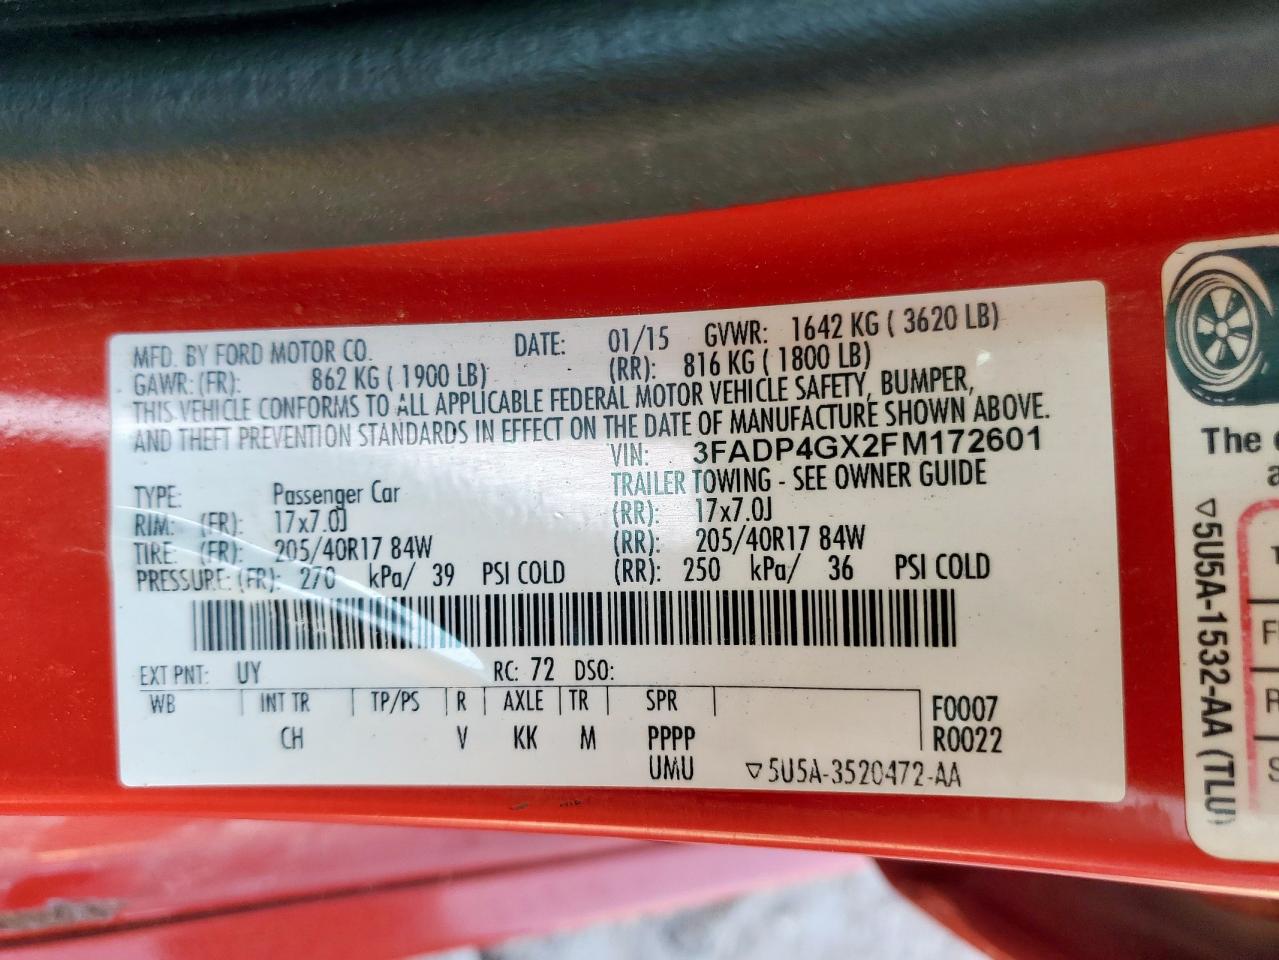 MFD. BY FORD MOTOR CO. DATE: 01/15 GVWR: 1642 KG ( 3620 LB)
GAWR: (FR): 862 KG ( 1900 LB) (RR): 816 KG ( 1800 LB)
THIS VEHICLE CONFORMS TO ALL APPLICABLE FEDERAL MOTOR VEHICLE SAFETY, BUMPER,
AND THEFT PREVENTION STANDARDS IN EFFECT ON THE DATE OF MANUFACTURE SHOWN ABOVE.
VIN: 3FADP4GX2FM172601
TYPE: Passenger Car TRAILER TOWING - SEE OWNER GUIDE
RIM: (FR): 17x7.0J (RR): 17x7.0J
TIRE: (FR): 205/40R17 84W (RR): 205/40R17 84W
PRESSURE: (FR): 270 kPa/ 39 PSI COLD (RR): 250 kPa/ 36 PSI COLD
EXT PNT: UY RC: 72 DSO:
WB INT TR TP/PS R AXLE TR SPR F0007
CH V KK M PPPP R0022
UMU ▽5U5A-3520472-AA
The
▽5U5A-1532-AA (TLU)
F
R
S